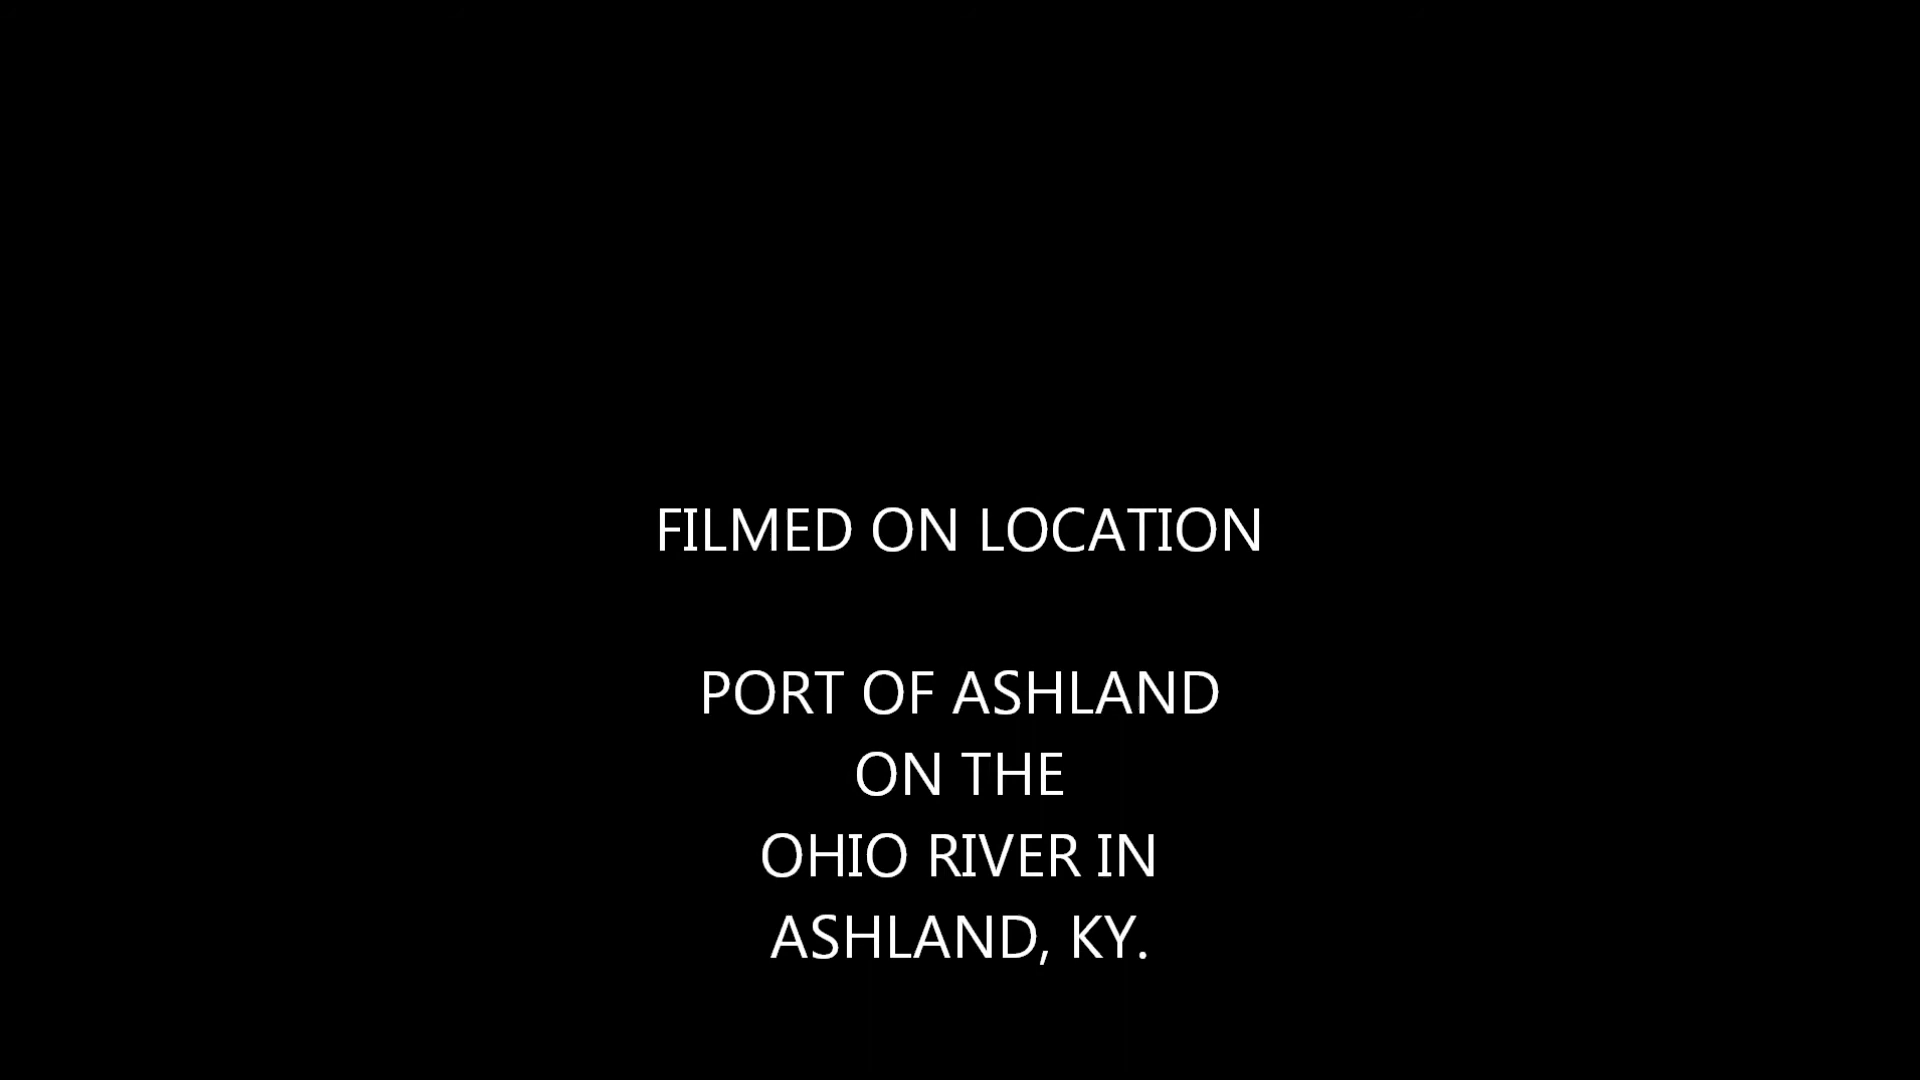 FILMED ON LOCATION
PORT OF ASHLAND
ON THE
OHIO RIVER IN
ASHLAND, KY.